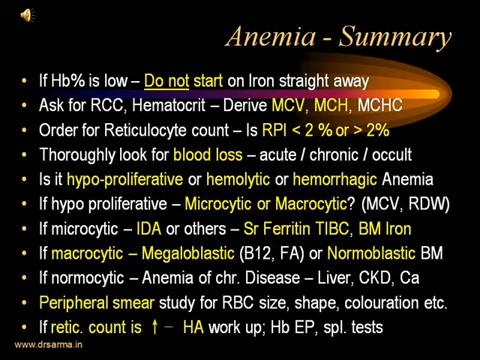 Anemia - Summary
• If Hb% is low – Do not start on Iron straight away
• Ask for RCC, Hematocrit – Derive MCV, MCH, MCHC
• Order for Reticulocyte count – Is RPI < 2 % or > 2%
• Thoroughly look for blood loss – acute / chronic / occult
• Is it hypo-proliferative or hemolytic or hemorrhagic Anemia
• If hypo proliferative – Microcytic or Macrocytic? (MCV, RDW)
• If microcytic – IDA or others – Sr Ferritin TIBC, BM Iron
• If macrocytic – Megaloblastic (B12, FA) or Normoblastic BM
• If normocytic – Anemia of chr. Disease – Liver, CKD, Ca
• Peripheral smear study for RBC size, shape, colouration etc.
• If retic. count is ↑ – HA work up; Hb EP, spl. tests
www.drsarma.in